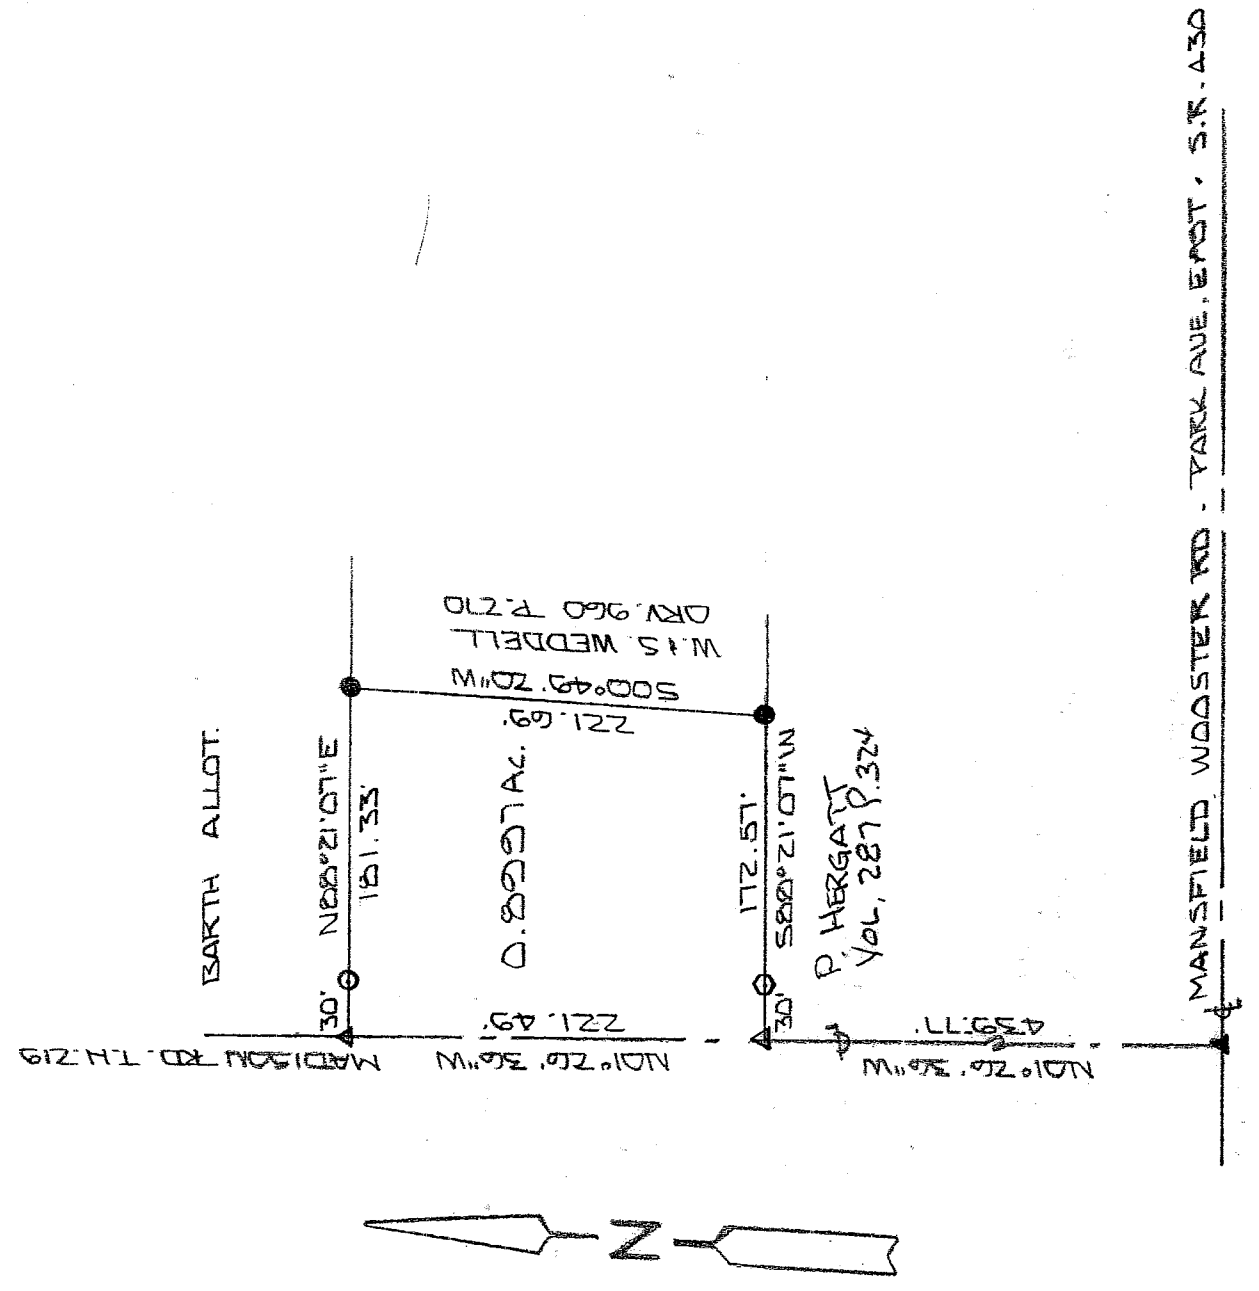 MANSFIELD WOOSTER RD. - PARK AVE. EAST. S.R. 430
BARTH ALLOT.
N88°21'07"E
181.33'
30'
0.8997 AC.
W. & S. WEDDELL
O.R.V. 960 P. 270
S00°49'20"W
221.69'
172.57'
S88°21'07"W
30'
P. HERGATT
VOL, 287 P. 324
221.49'
N01°26'36"W
MADISON RD. T.H. 219
439.77'
N01°26'36"W
N